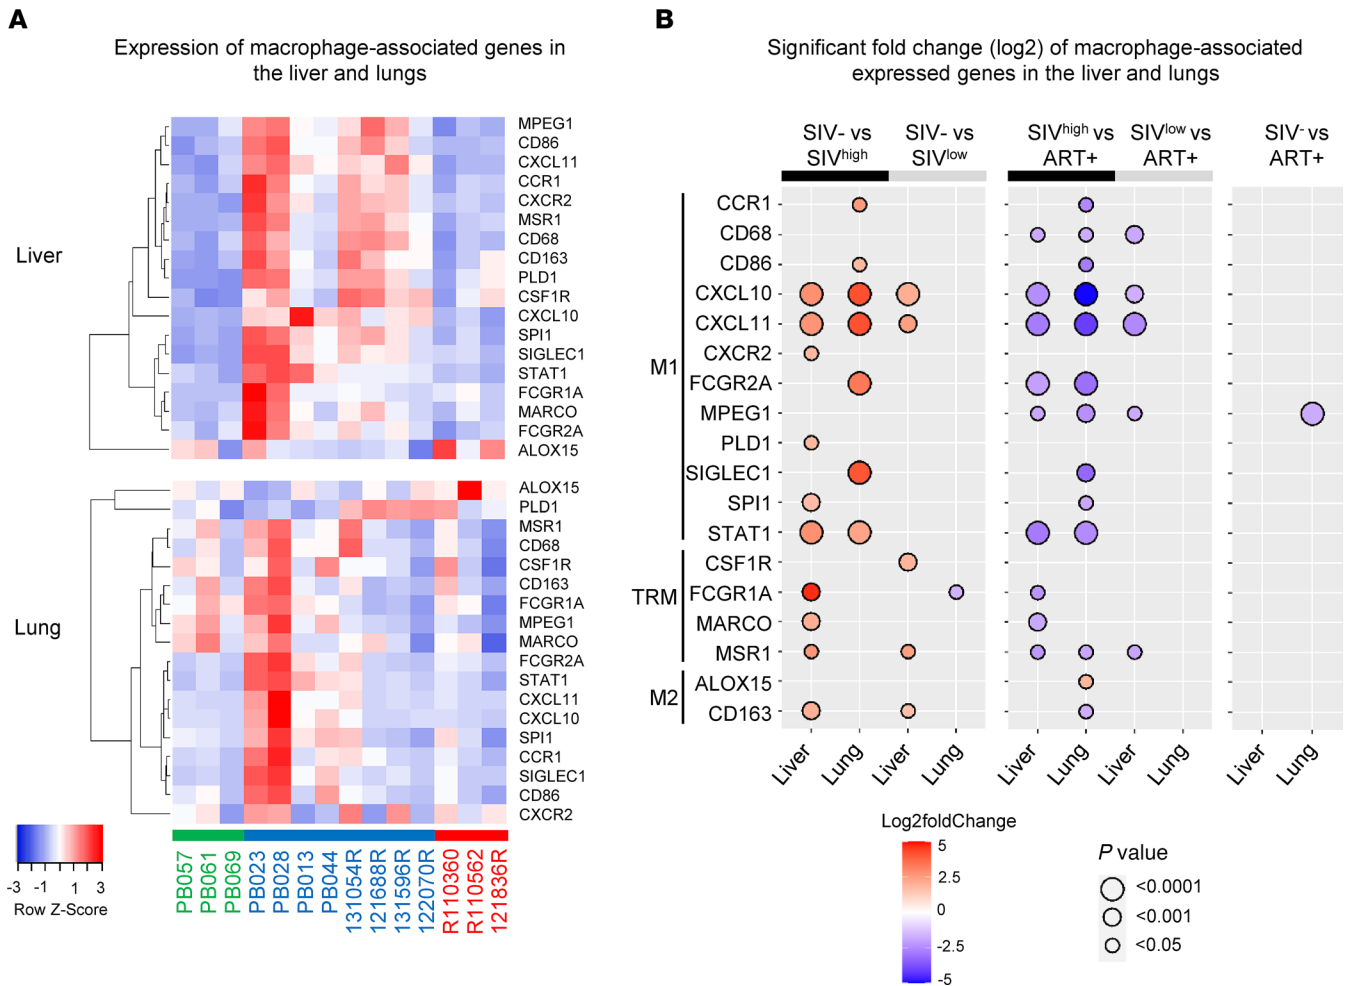 A
Expression of macrophage-associated genes in
the liver and lungs
Liver
MPEG1
CD86
CXCL11
CCR1
CXCR2
MSR1
CD68
CD163
PLD1
CSF1R
CXCL10
SPI1
SIGLEC1
STAT1
FCGR1A
MARCO
FCGR2A
ALOX15
Lung
ALOX15
PLD1
MSR1
CD68
CSF1R
CD163
FCGR1A
MPEG1
MARCO
FCGR2A
STAT1
CXCL11
CXCL10
SPI1
CCR1
SIGLEC1
CD86
CXCR2
-3 -1 1 3
Row Z-Score
PB057
PB061
PB069
PB023
PB028
PB013
PB044
131054R
121688R
131596R
122070R
R110360
R110562
121836R
B
Significant fold change (log2) of macrophage-associated
expressed genes in the liver and lungs
SIV- vs
SIVhigh
SIV- vs
SIVlow
SIVhigh vs
ART+
SIVlow vs
ART+
SIV- vs
ART+
M1
CCR1
CD68
CD86
CXCL10
CXCL11
CXCR2
FCGR2A
MPEG1
PLD1
SIGLEC1
SPI1
STAT1
TRM
CSF1R
FCGR1A
MARCO
MSR1
M2
ALOX15
CD163
Liver
Lung
Liver
Lung
Liver
Lung
Liver
Lung
Liver
Lung
Log2foldChange
5
2.5
0
-2.5
-5
P value
<0.0001
<0.001
<0.05